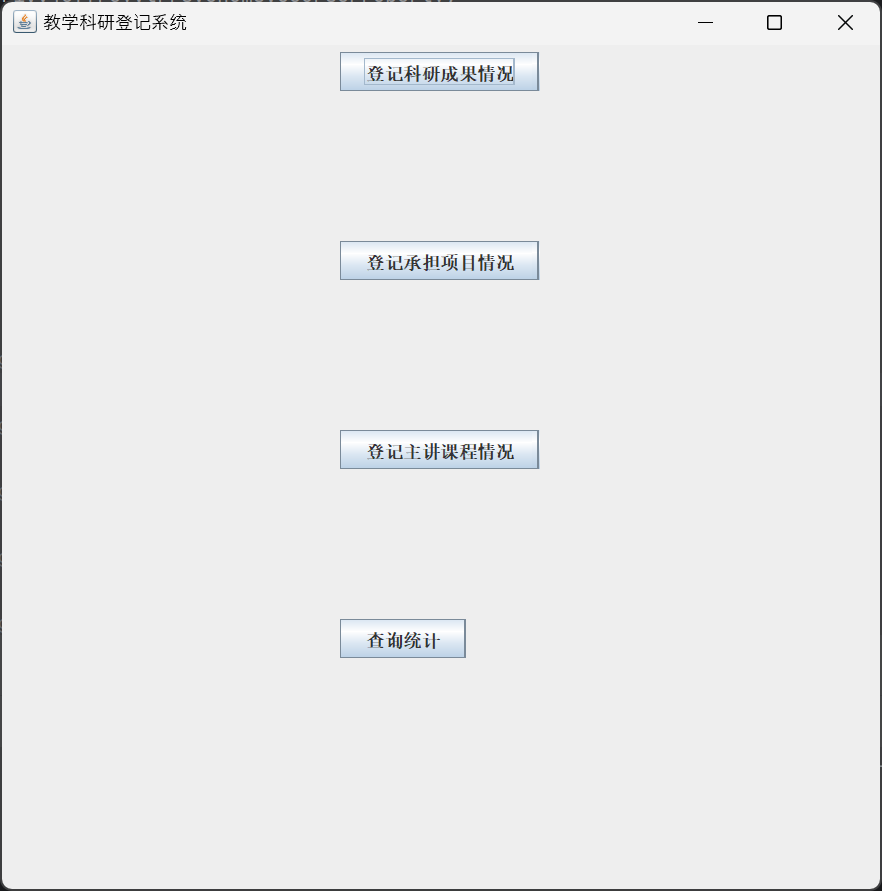 教学科研登记系统
登记科研成果情况
登记承担项目情况
登记主讲课程情况
查询统计